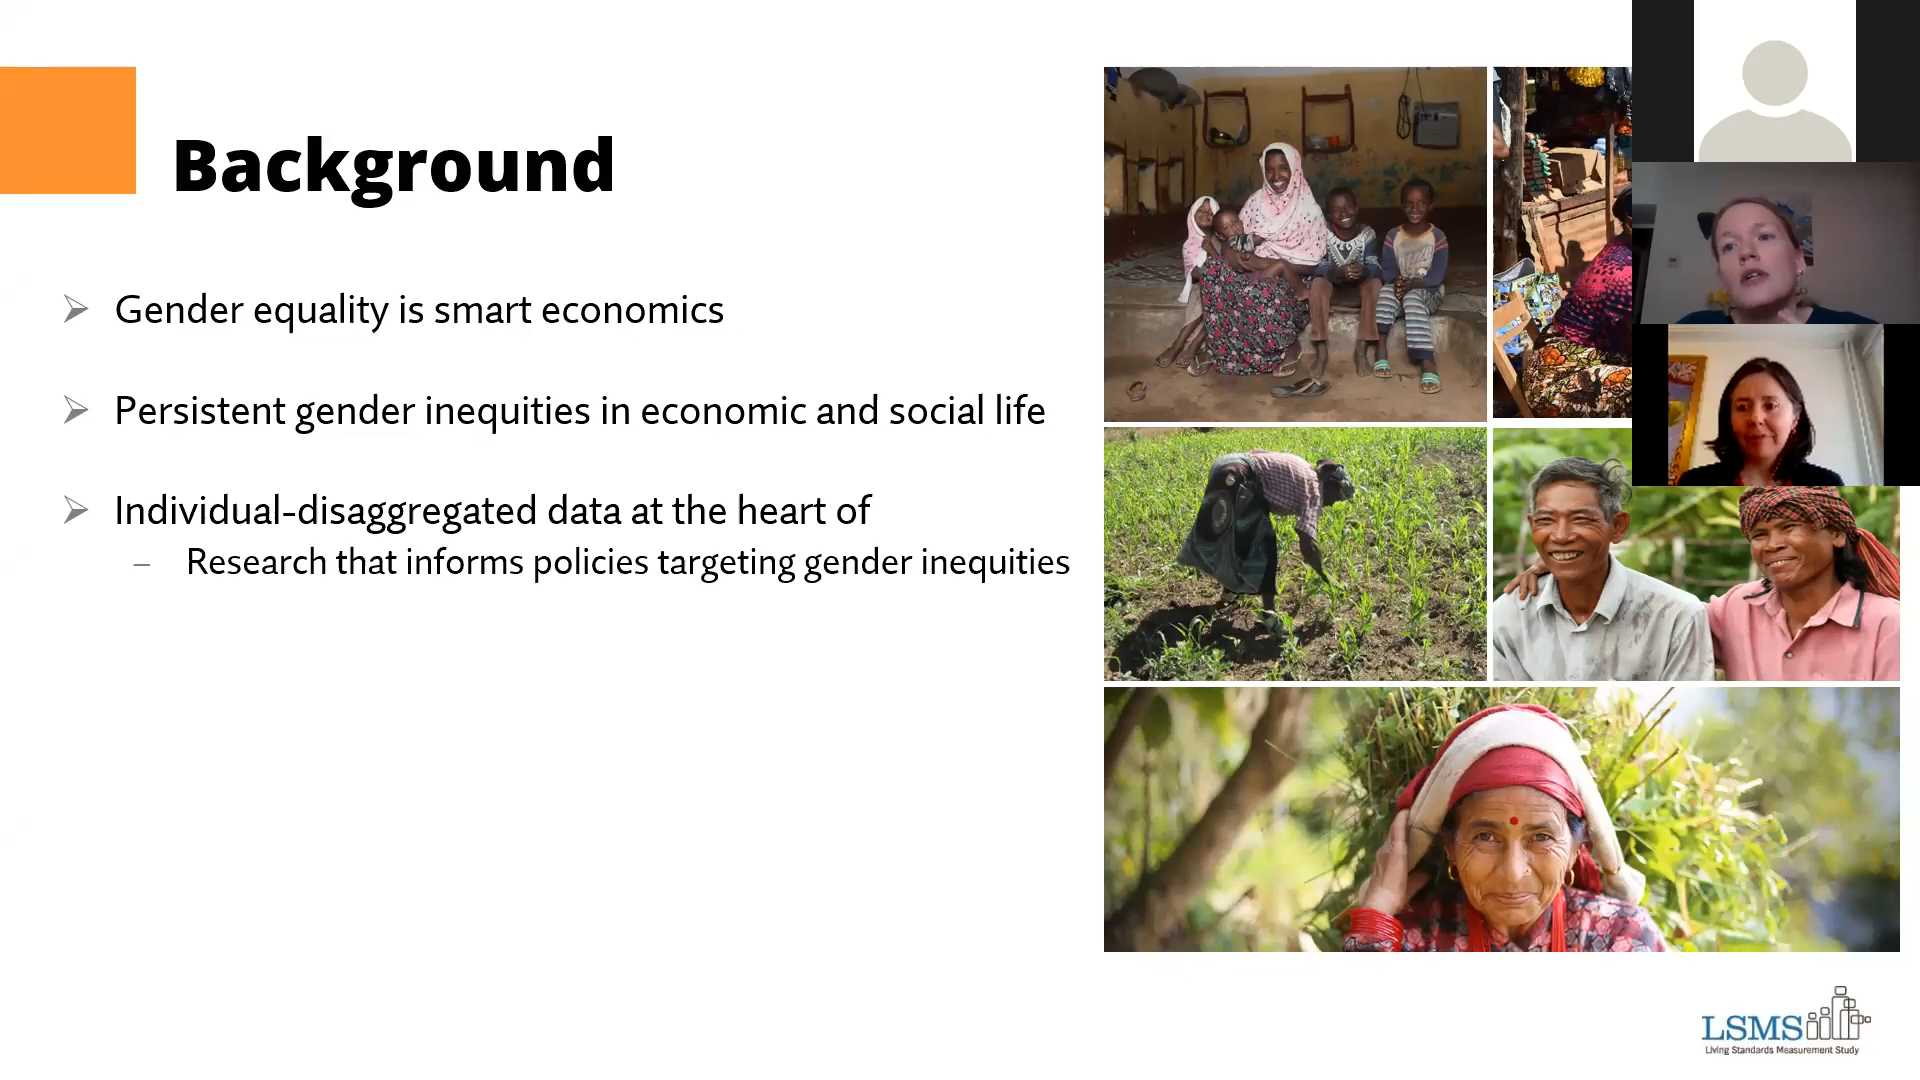 Background
Gender equality is smart economics
Persistent gender inequities in economic and social life
Individual-disaggregated data at the heart of
– Research that informs policies targeting gender inequities
LSMS
Living Standards Measurement Study